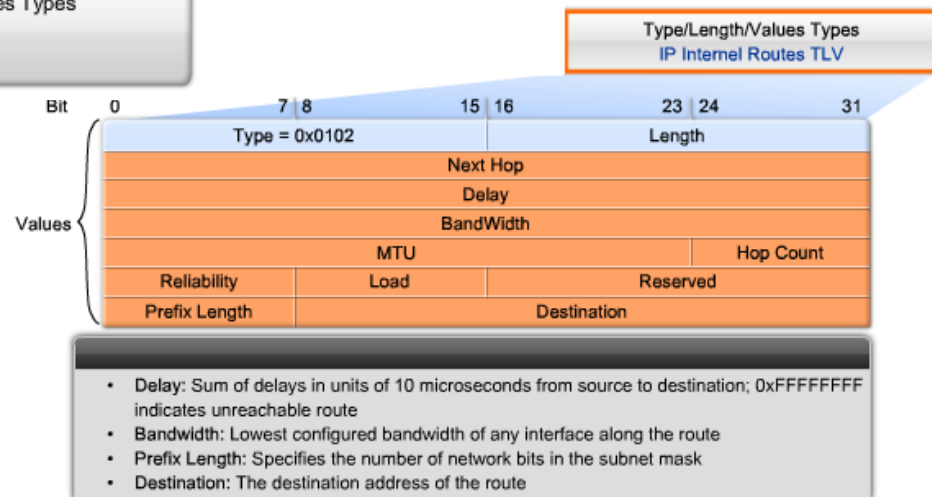 es Types
Type/Length/Values Types
IP Internet Routes TLV
Bit 0 7 8 15 16 23 24 31
Type = 0x0102 Length
Next Hop
Delay
Values
BandWidth
MTU Hop Count
Reliability Load Reserved
Prefix Length Destination
• Delay: Sum of delays in units of 10 microseconds from source to destination; 0xFFFFFFFF
indicates unreachable route
• Bandwidth: Lowest configured bandwidth of any interface along the route
• Prefix Length: Specifies the number of network bits in the subnet mask
• Destination: The destination address of the route